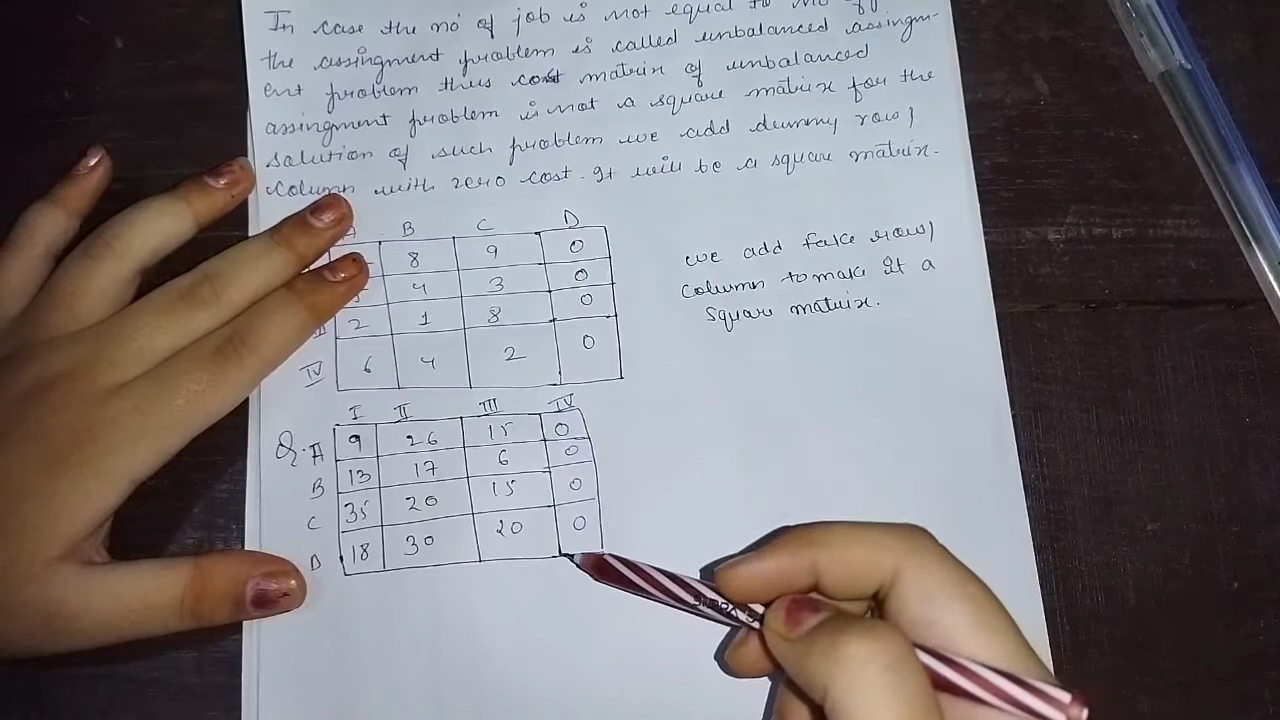 In case the no of job is not equal to no of
the assingment problem is called unbalanced assingm-
ent problem thus cost matrix of unbalanced
assingment problem is not a square matrix for the
salution of such problem we add dummy row/
column with zero cost. It will be a square matrix.
A B C D
8 9 0
4 3 0
2 1 8 0
IV 6 4 2 0
we add fake row/
column to make it a
square matrix.
I II III IV
Q. A 9 26 15 0
B 13 17 6 0
C 35 20 15 0
D 18 30 20 0